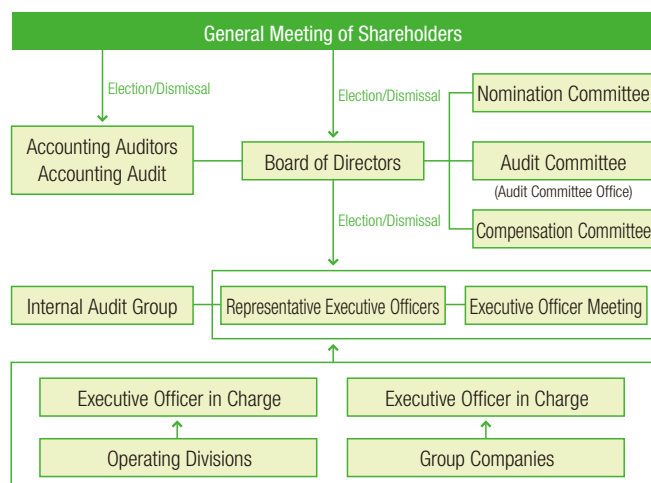 General Meeting of Shareholders
Election/Dismissal
Election/Dismissal
Nomination Committee
Accounting Auditors
Accounting Audit
Board of Directors
Audit Committee
(Audit Committee Office)
Election/Dismissal
Compensation Committee
Internal Audit Group
Representative Executive Officers
Executive Officer Meeting
Executive Officer in Charge
Executive Officer in Charge
Operating Divisions
Group Companies